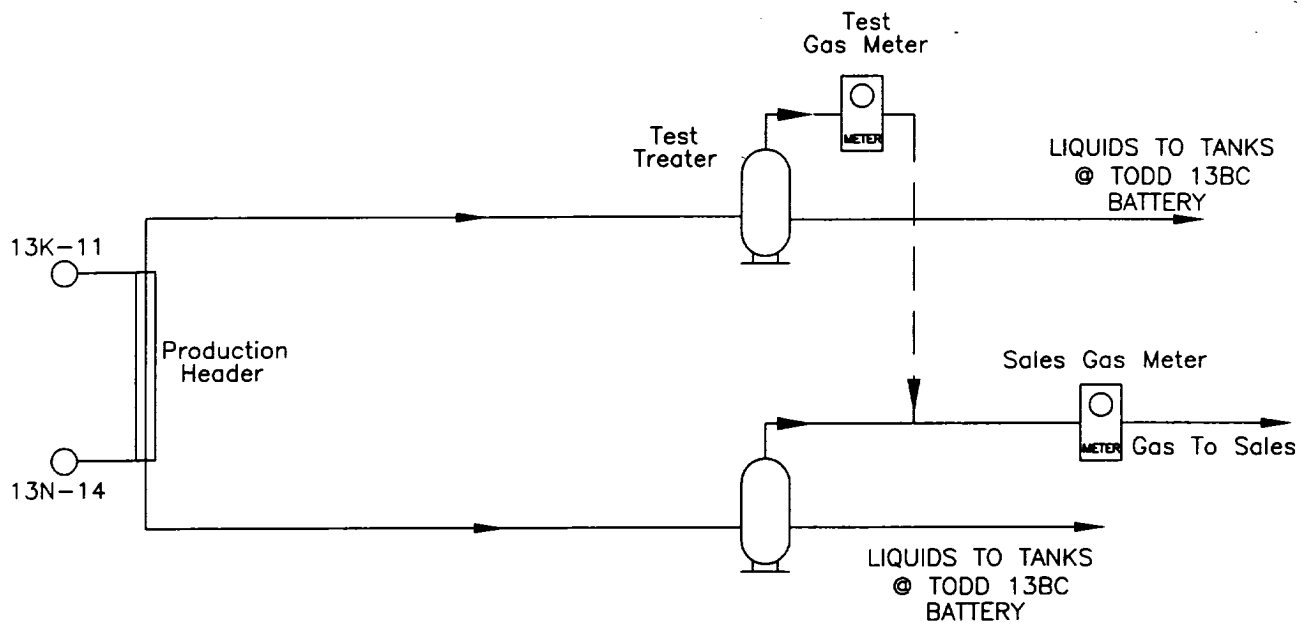 Test
Gas Meter
METER
Test
Treater
LIQUIDS TO TANKS
@ TODD 13BC
BATTERY
13K-11
Production
Header
Sales Gas Meter
METER
Gas To Sales
13N-14
LIQUIDS TO TANKS
@ TODD 13BC
BATTERY